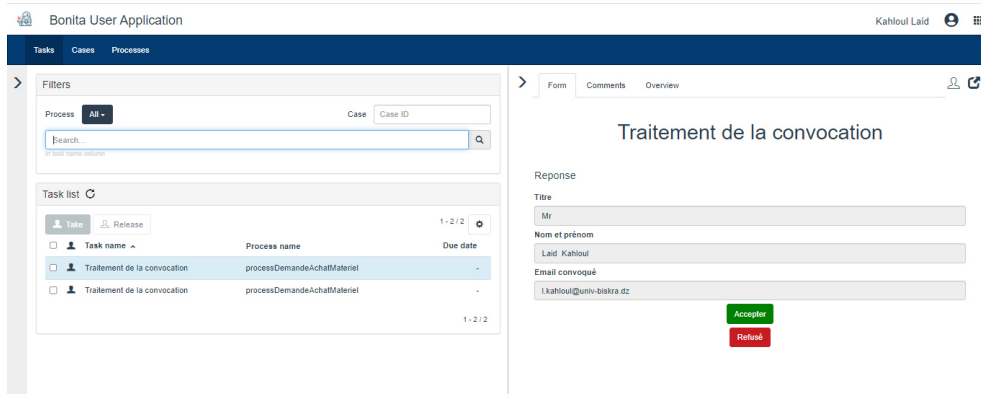 Bonita User Application
Kahloul Laid
Tasks Cases Processes
Filters
Process All Case Case ID
Search...
In task name column
Task list
Take Release 1 - 2 / 2
Task name Process name Due date
Traitement de la convocation processDemandeAchatMateriel -
Traitement de la convocation processDemandeAchatMateriel -
1 - 2 / 2
Form Comments Overview
Traitement de la convocation
Reponse
Titre
Mr
Nom et prénom
Laid Kahloul
Email convoqué
l.kahloul@univ-biskra.dz
Accepter
Refusé